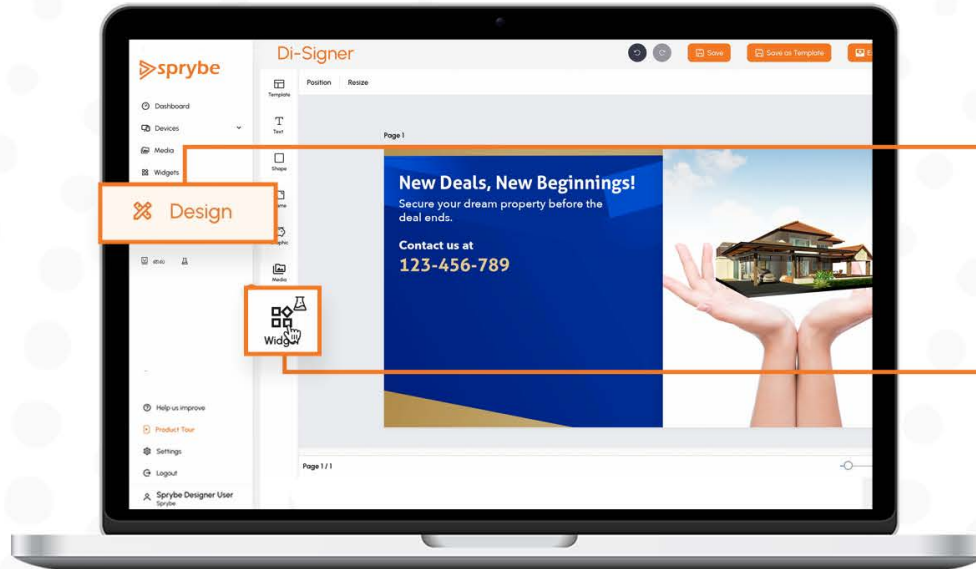 sprybe
Dashboard
Devices
Media
Widgets
Design
Help us improve
Product Tour
Settings
Logout
Sprybe Designer User
Sprybe
Di-Signer
Save
Save as Template
Template
Text
Shape
Media
Position Resize
Page 1
New Deals, New Beginnings!
Secure your dream property before the
deal ends.
Contact us at
123-456-789
Page 1 / 1